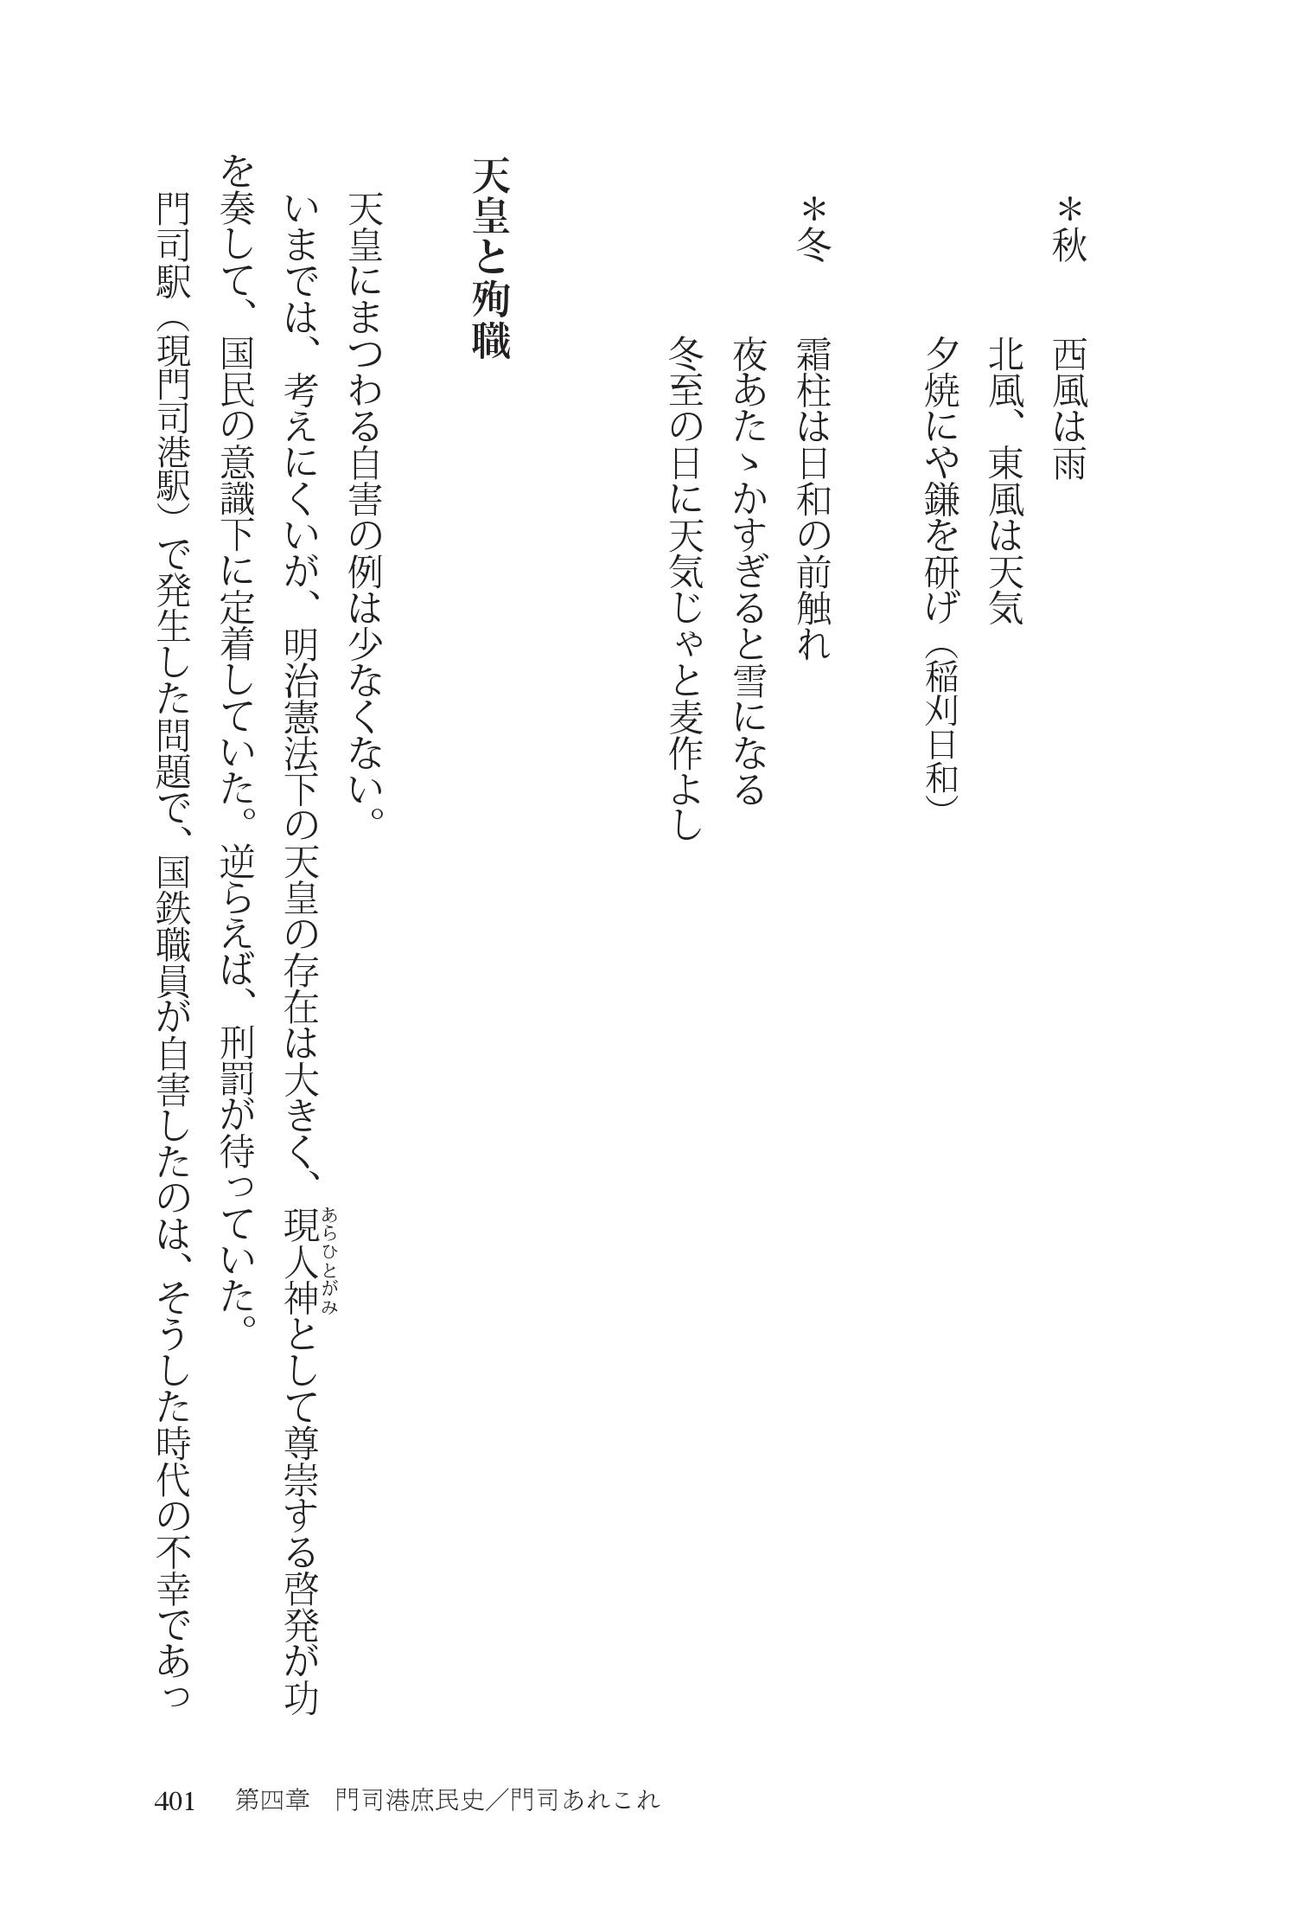 ＊秋　　西風は雨
北風、東風は天気
夕焼にや鎌を研げ（稲刈日和）
＊冬　　霜柱は日和の前触れ
夜あたゝかすぎると雪になる
冬至の日に天気じゃと麦作よし
天皇と殉職
天皇にまつわる自害の例は少なくない。
いまでは、考えにくいが、明治憲法下の天皇の存在は大きく、現人神として尊崇する啓発が功
あらひとがみ
を奏して、国民の意識下に定着していた。逆らえば、刑罰が待っていた。
門司駅（現門司港駅）で発生した問題で、国鉄職員が自害したのは、そうした時代の不幸であっ
401　第四章　門司港庶民史／門司あれこれ